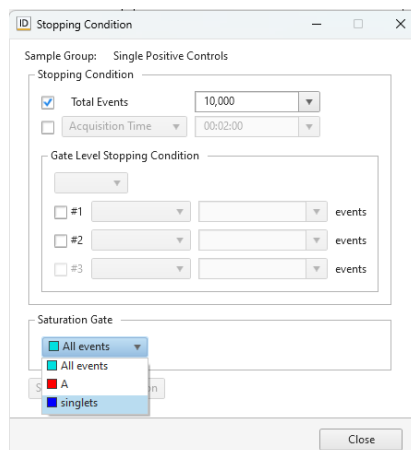 ID Stopping Condition
Sample Group: Single Positive Controls
Stopping Condition
Total Events 10,000
Acquisition Time 00:02:00
Gate Level Stopping Condition
#1 events
#2 events
#3 events
Saturation Gate
All events
All events
A
singlets
Close